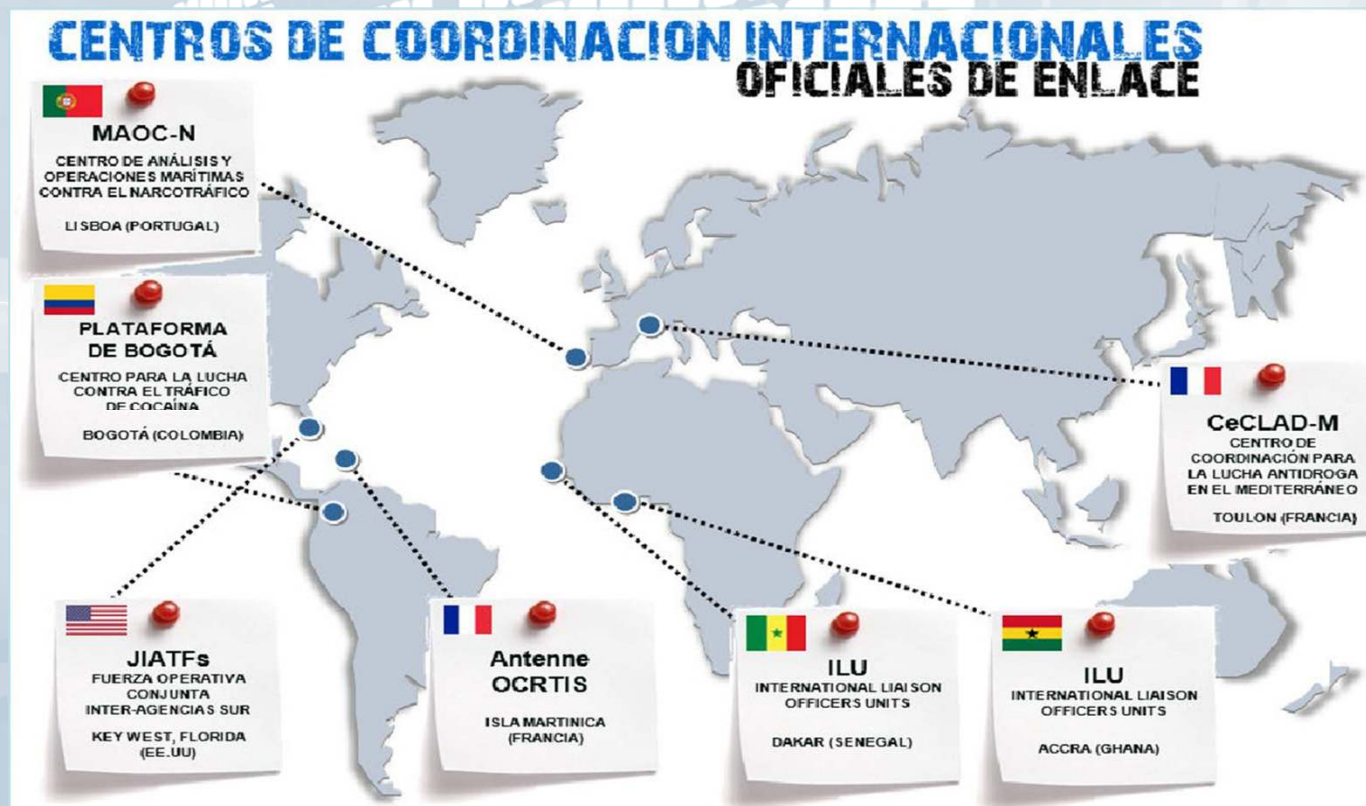 CENTROS DE COORDINACION INTERNACIONALES
OFICIALES DE ENLACE
MAOC-N
CENTRO DE ANÁLISIS Y
OPERACIONES MARÍTIMAS
CONTRA EL NARCOTRÁFICO
LISBOA (PORTUGAL)
PLATAFORMA
DE BOGOTÁ
CENTRO PARA LA LUCHA
CONTRA EL TRÁFICO
DE COCAÍNA
BOGOTÁ (COLOMBIA)
CeCLAD-M
CENTRO DE
COORDINACIÓN PARA
LA LUCHA ANTIDROGA
EN EL MEDITERRÁNEO
TOULON (FRANCIA)
JIATFs
FUERZA OPERATIVA
CONJUNTA
INTER-AGENCIAS SUR
KEY WEST, FLORIDA
(EE.UU)
Antenne
OCRTIS
ISLA MARTINICA
(FRANCIA)
ILU
INTERNATIONAL LIAISON
OFFICERS UNITS
DAKAR (SENEGAL)
ILU
INTERNATIONAL LIAISON
OFFICERS UNITS
ACCRA (GHANA)